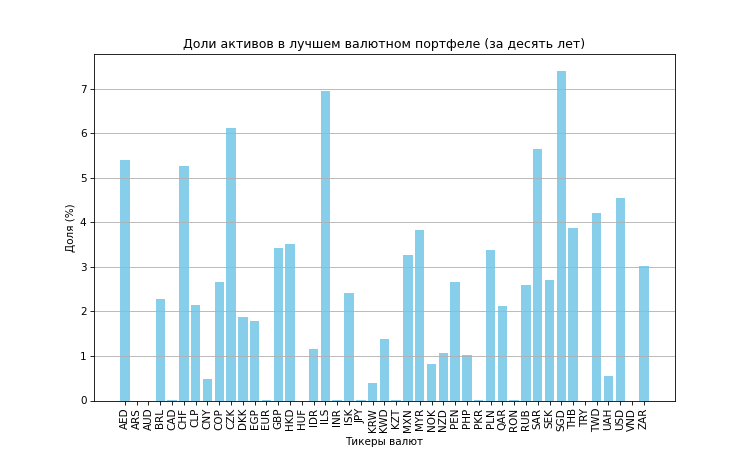 Доли активов в лучшем валютном портфеле (за десять лет)
Доля (%)
7
6
5
4
3
2
1
0
AED ARS AUD BRL CAD CHF CLP CNY COP CZK DKK EGP EUR GBP HKD HUF IDR ILS INR ISK JPY KRW KWD KZT MXN MYR NOK NZD PEN PHP PKR PLN QAR RON RUB SAR SEK SGD THB TRY TWD UAH USD VND ZAR
Тикеры валют